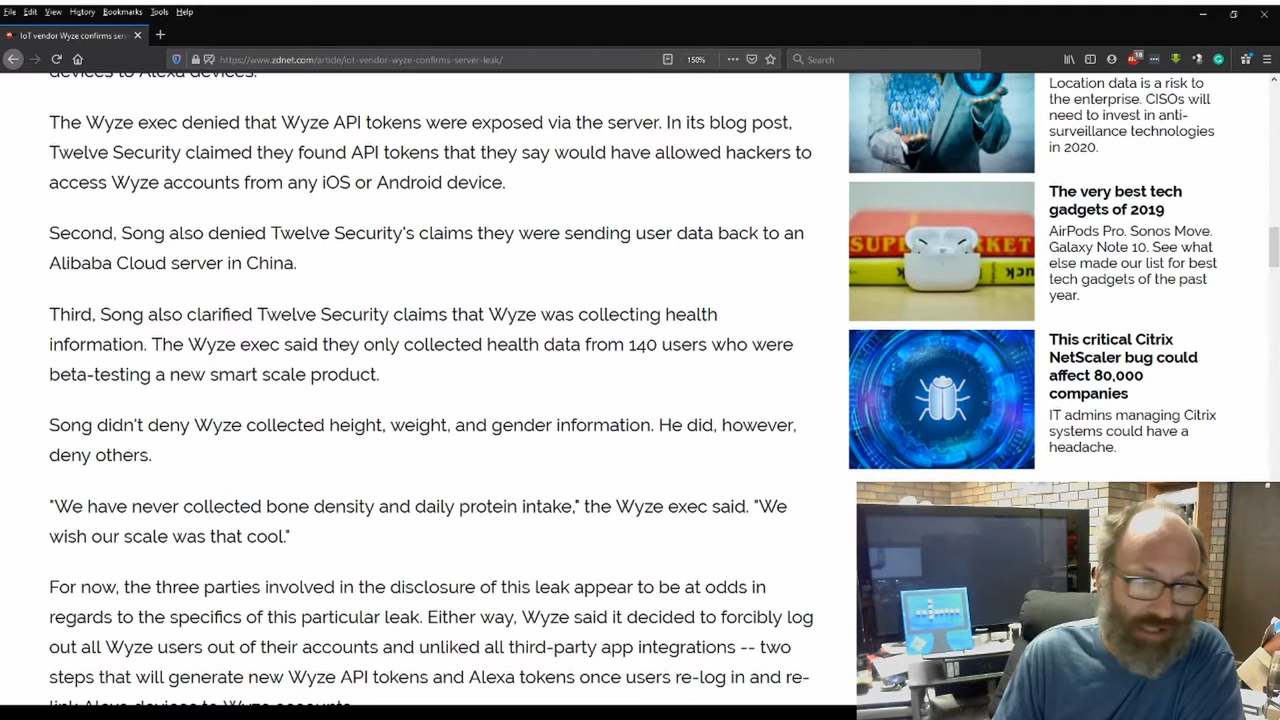 File Edit View History Bookmarks Tools Help
IoT vendor Wyze confirms ser
https://www.zdnet.com/article/iot-vendor-wyze-confirms-server-leak/
150%
Search
18
devices to Alexa devices.
The Wyze exec denied that Wyze API tokens were exposed via the server. In its blog post,
Twelve Security claimed they found API tokens that they say would have allowed hackers to
access Wyze accounts from any iOS or Android device.
Second, Song also denied Twelve Security's claims they were sending user data back to an
Alibaba Cloud server in China.
Third, Song also clarified Twelve Security claims that Wyze was collecting health
information. The Wyze exec said they only collected health data from 140 users who were
beta-testing a new smart scale product.
Song didn't deny Wyze collected height, weight, and gender information. He did, however,
deny others.
"We have never collected bone density and daily protein intake," the Wyze exec said. "We
wish our scale was that cool."
For now, the three parties involved in the disclosure of this leak appear to be at odds in
regards to the specifics of this particular leak. Either way, Wyze said it decided to forcibly log
out all Wyze users out of their accounts and unliked all third-party app integrations -- two
steps that will generate new Wyze API tokens and Alexa tokens once users re-log in and re-
link Alexa devices to Wyze accounts.
Location data is a risk to
the enterprise. CISOs will
need to invest in anti-
surveillance technologies
in 2020.
SUPERMARKET
The very best tech
gadgets of 2019
AirPods Pro. Sonos Move.
Galaxy Note 10. See what
else made our list for best
tech gadgets of the past
year.
This critical Citrix
NetScaler bug could
affect 80,000
companies
IT admins managing Citrix
systems could have a
headache.